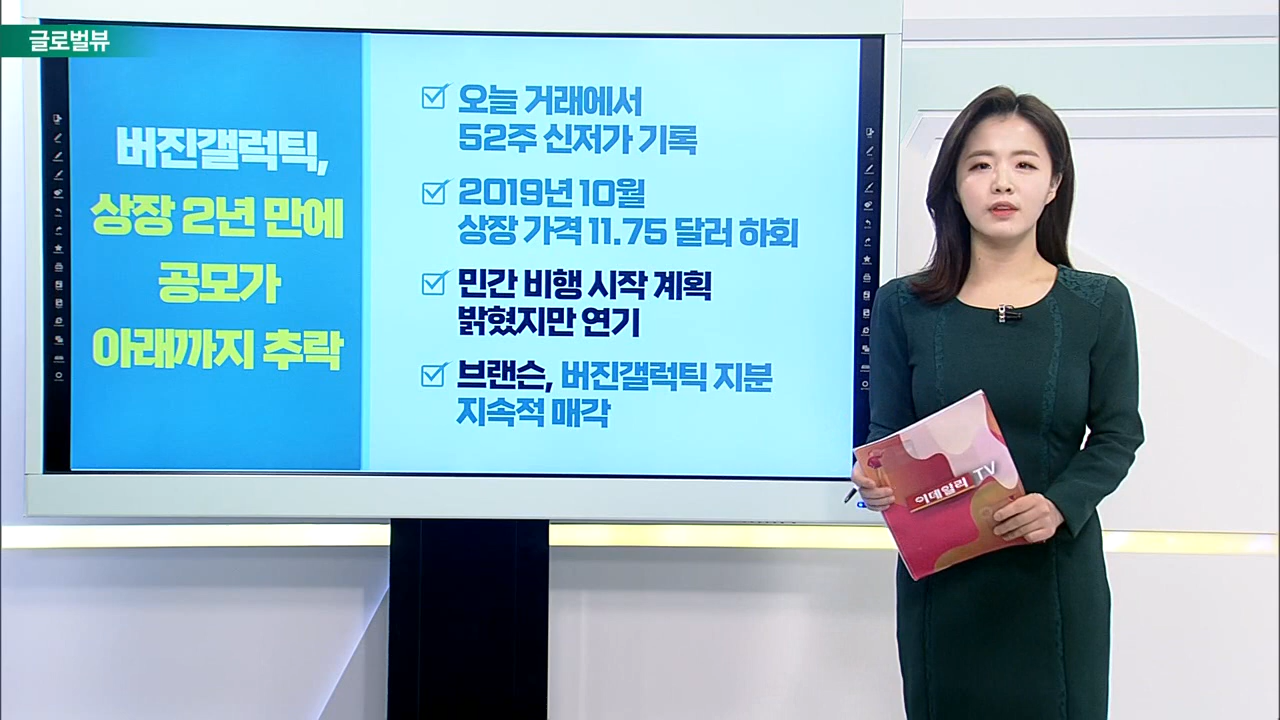 글로벌뷰
버진갤럭틱,
상장 2년 만에
공모가
아래까지 추락
오늘 거래에서
52주 신저가 기록
2019년 10월
상장 가격 11.75 달러 하회
민간 비행 시작 계획
밝혔지만 연기
브랜슨, 버진갤럭틱 지분
지속적 매각
이데일리 TV